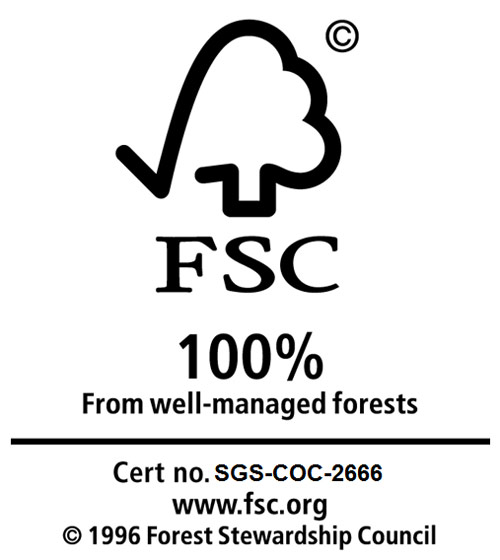 ©
FSC
100%
From well-managed forests
Cert no. SGS-COC-2666
www.fsc.org
© 1996 Forest Stewardship Council